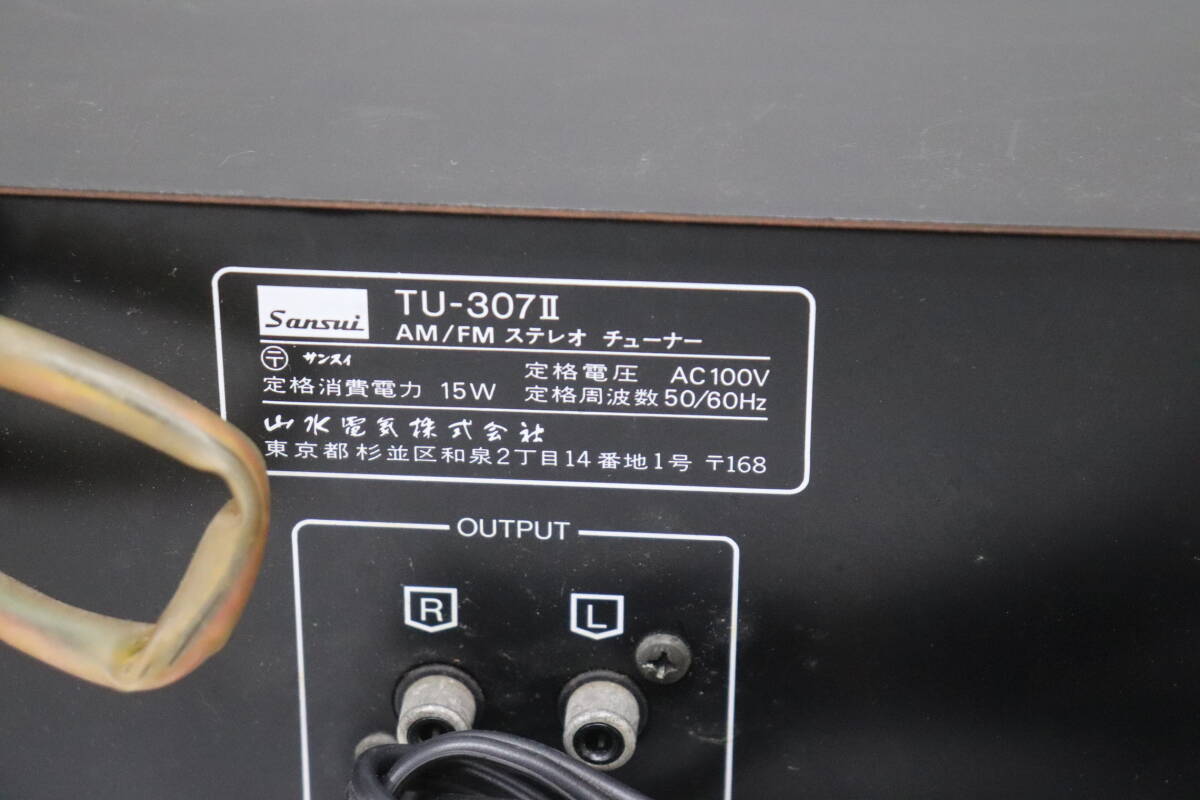 Sansui TU-307II
AM/FM ステレオ チューナー
〒 サンスイ
定格電圧 AC100V
定格消費電力 15W 定格周波数 50/60Hz
山水電気株式会社
東京都杉並区和泉2丁目14番地1号 〒168
OUTPUT
R L